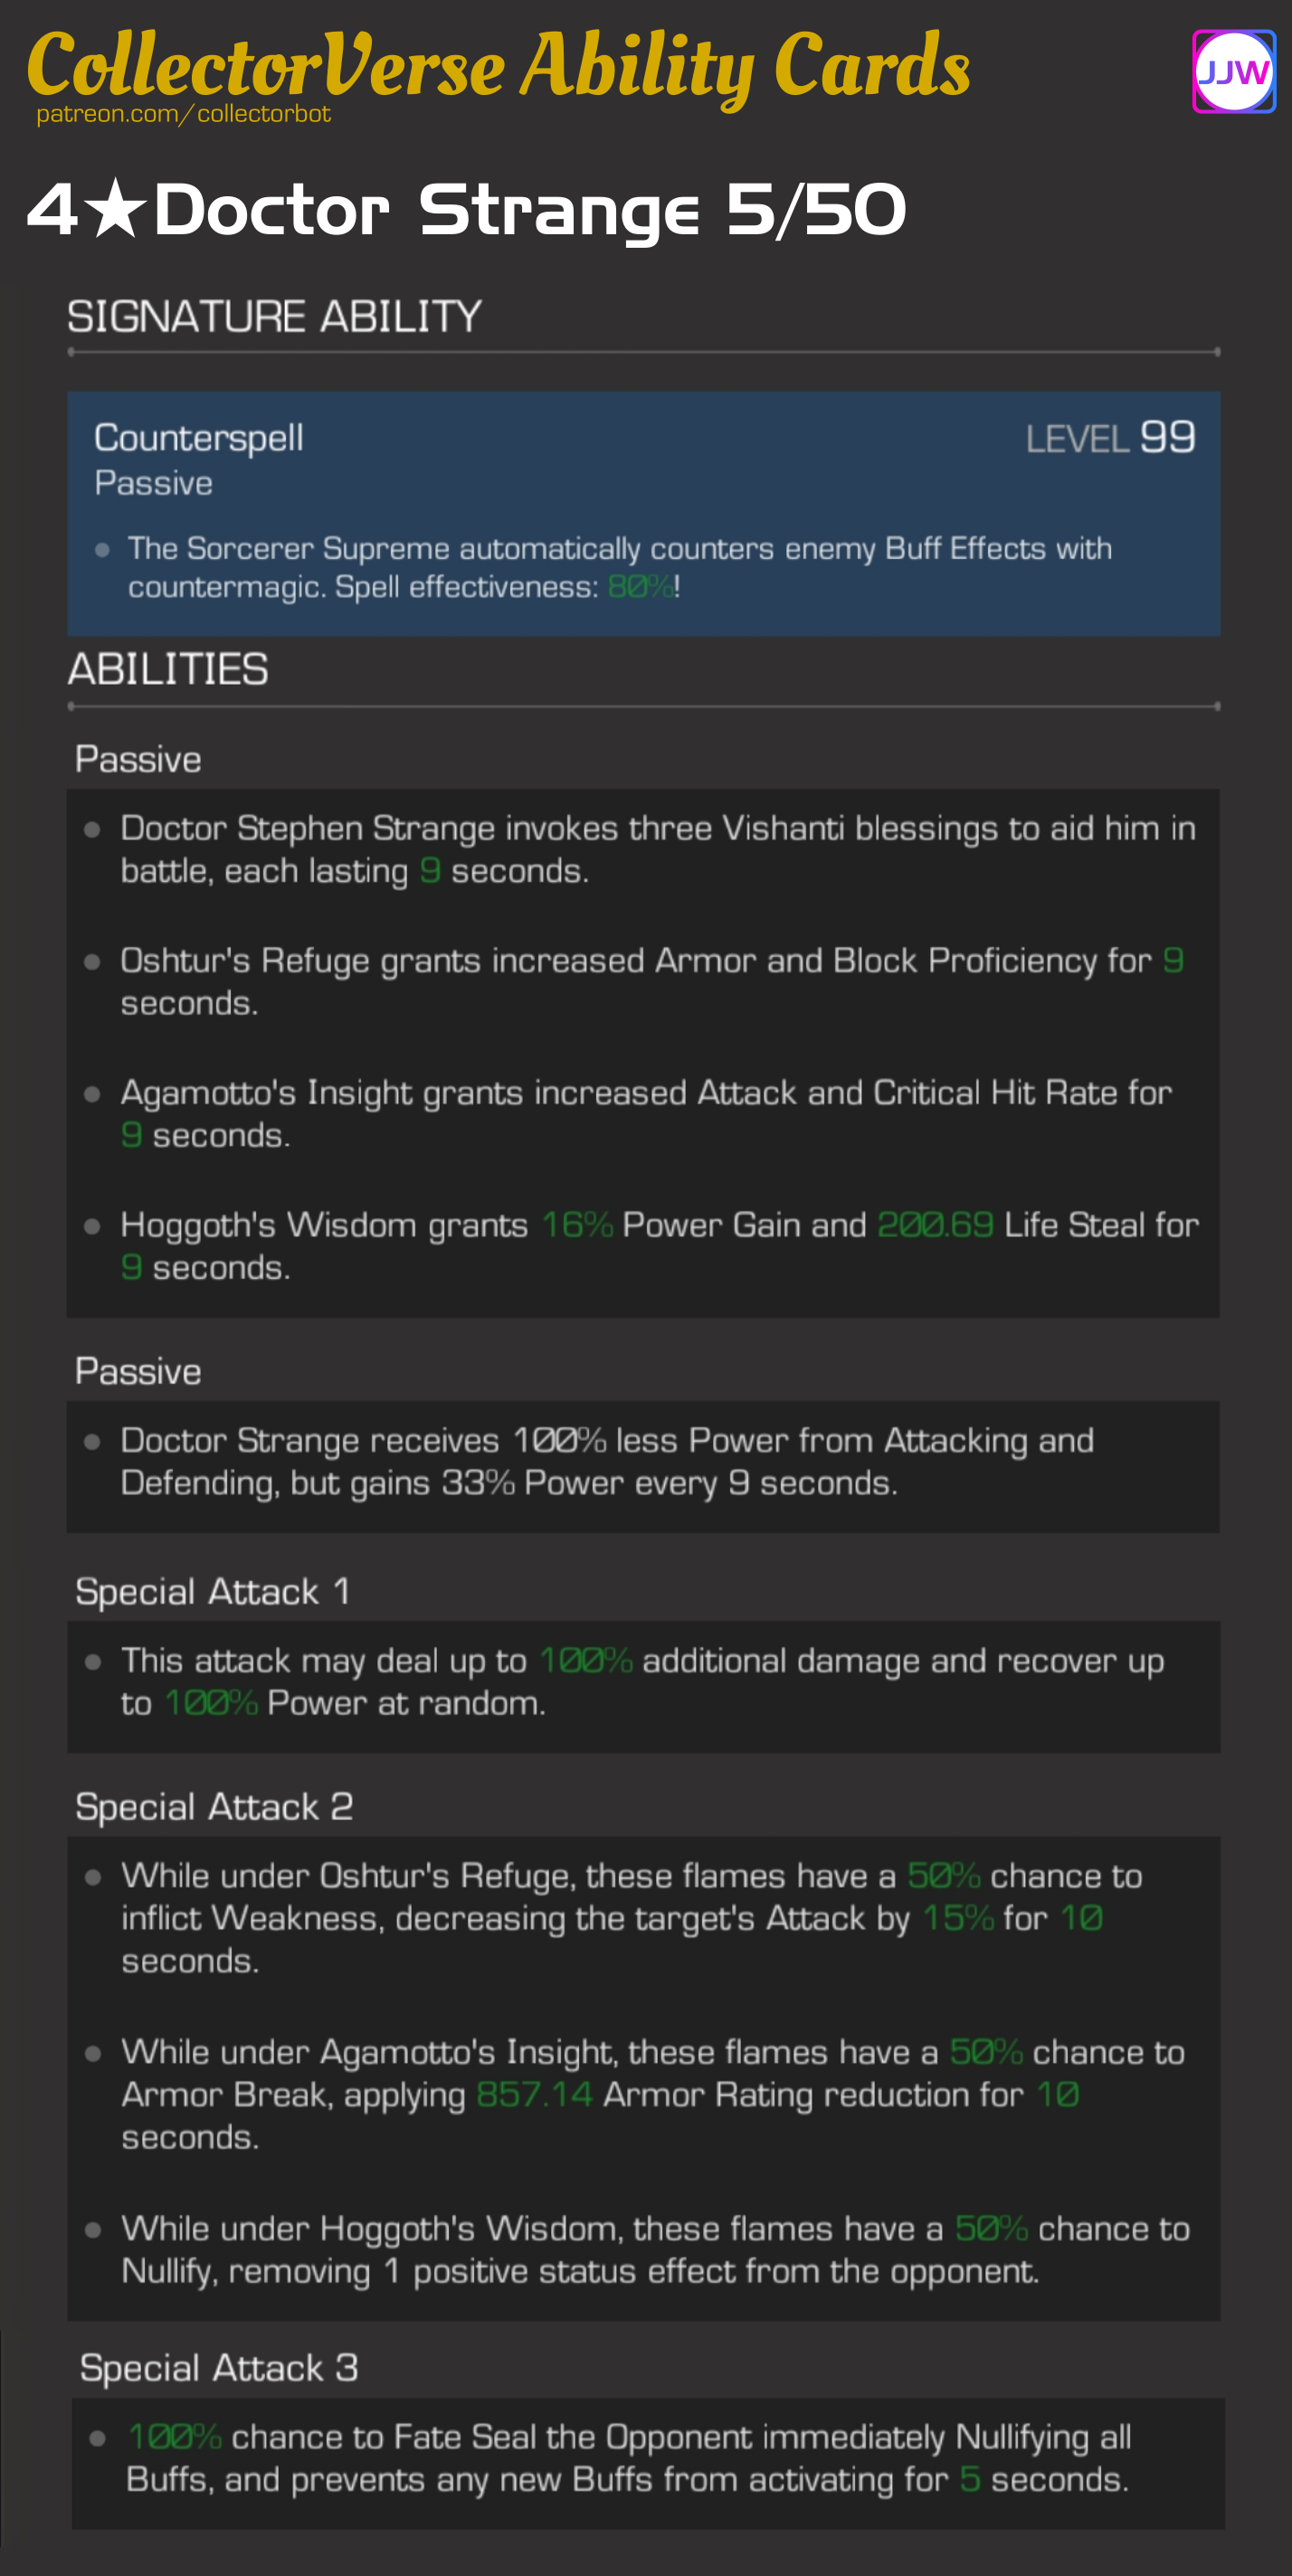 CollectorVerse Ability Cards
patreon.com/collectorbot
JJW
4★Doctor Strange 5/50
SIGNATURE ABILITY
Counterspell
LEVEL 99
Passive
The Sorcerer Supreme automatically counters enemy Buff Effects with
countermagic. Spell effectiveness: 80%!
ABILITIES
Passive
Doctor Stephen Strange invokes three Vishanti blessings to aid him in
battle, each lasting 9 seconds.
Oshtur's Refuge grants increased Armor and Block Proficiency for 9
seconds.
Agamotto's Insight grants increased Attack and Critical Hit Rate for
9 seconds.
Hoggoth's Wisdom grants 16% Power Gain and 200.69 Life Steal for
9 seconds.
Passive
Doctor Strange receives 100% less Power from Attacking and
Defending, but gains 33% Power every 9 seconds.
Special Attack 1
This attack may deal up to 100% additional damage and recover up
to 100% Power at random.
Special Attack 2
While under Oshtur's Refuge, these flames have a 50% chance to
inflict Weakness, decreasing the target's Attack by 15% for 10
seconds.
While under Agamotto's Insight, these flames have a 50% chance to
Armor Break, applying 857.14 Armor Rating reduction for 10
seconds.
While under Hoggoth's Wisdom, these flames have a 50% chance to
Nullify, removing 1 positive status effect from the opponent.
Special Attack 3
100% chance to Fate Seal the Opponent immediately Nullifying all
Buffs, and prevents any new Buffs from activating for 5 seconds.